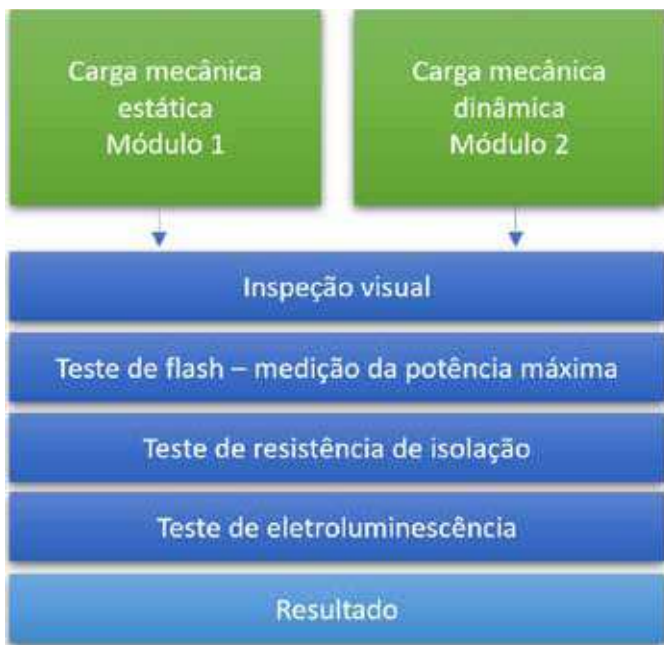 Carga mecânica
estática
Módulo 1
Carga mecânica
dinâmica
Módulo 2
Inspeção visual
Teste de flash – medição da potência máxima
Teste de resistência de isolação
Teste de eletroluminescência
Resultado